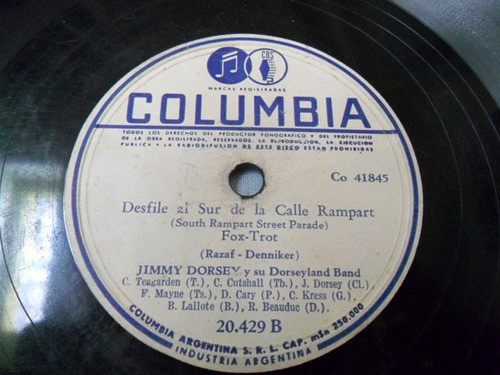 CBS
MARCAS REGISTRADAS
COLUMBIA
TODOS LOS DERECHOS DEL PRODUCTOR FONOGRAFICO Y DEL PROPIETARIO
DE LA OBRA REGISTRADA, RESERVADOS. LA REPRODUCCION, LA EJECUCION
PUBLICA Y LA RADIODIFUSION DE ESTE DISCO ESTAN PROHIBIDAS
Co 41845
Desfile al Sur de la Calle Rampart
(South Rampart Street Parade)
Fox-Trot
(Razaf - Denniker)
JIMMY DORSEY y su Dorseyland Band
C. Teagarden (T.), C. Cutshall (Tb.), J. Dorsey (Cl.),
F. Mayne (Ts.), D. Cary (P.), C. Kress (G.),
B. Lallote (B.), R. Beauduc (D.).
20.429 B
COLUMBIA ARGENTINA S. R. L. CAP. m$n 250.000
INDUSTRIA ARGENTINA